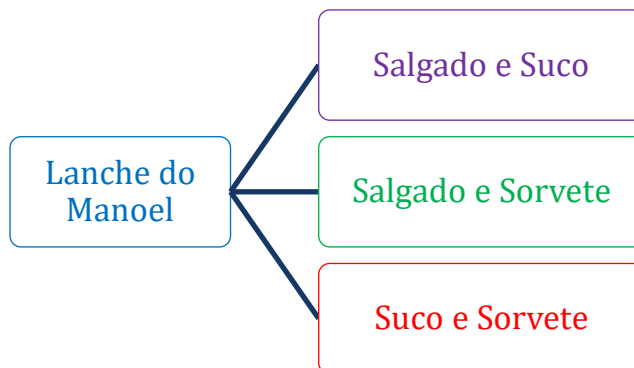 Salgado e Suco
Lanche do
Manoel
Salgado e Sorvete
Suco e Sorvete